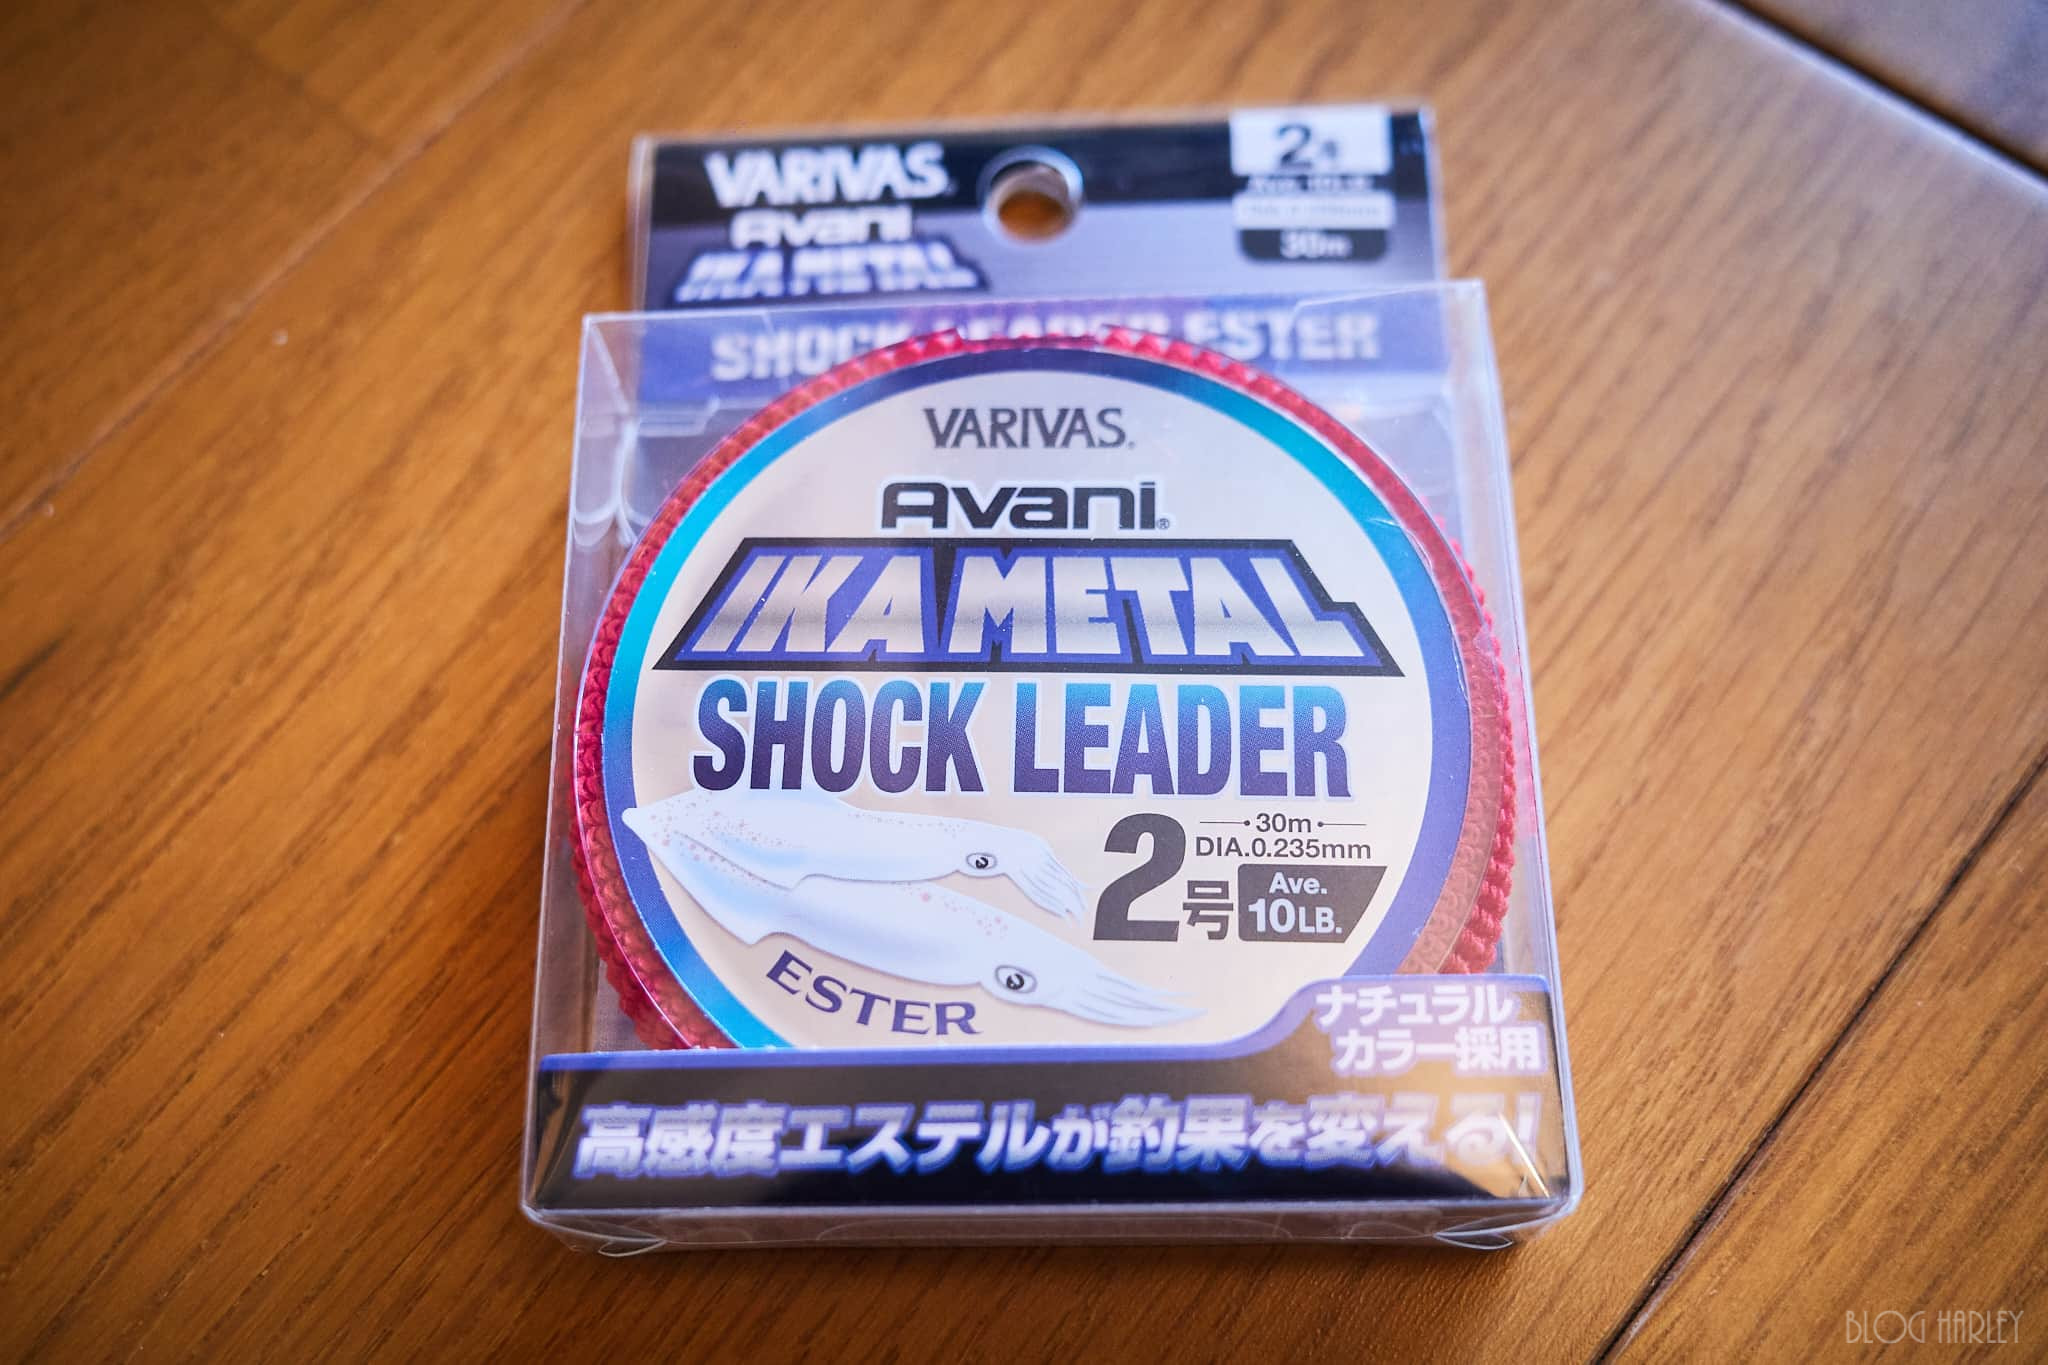 VARIVAS
Avani
IKA METAL
2号
30m
SHOCK LEADER ESTER
VARIVAS®
Avani®
IKA METAL
SHOCK LEADER
30m
DIA.0.235mm
2号
Ave.
10LB.
ESTER
ナチュラル
カラー採用
高感度エステルが釣果を変える!
BLOG HARLEY